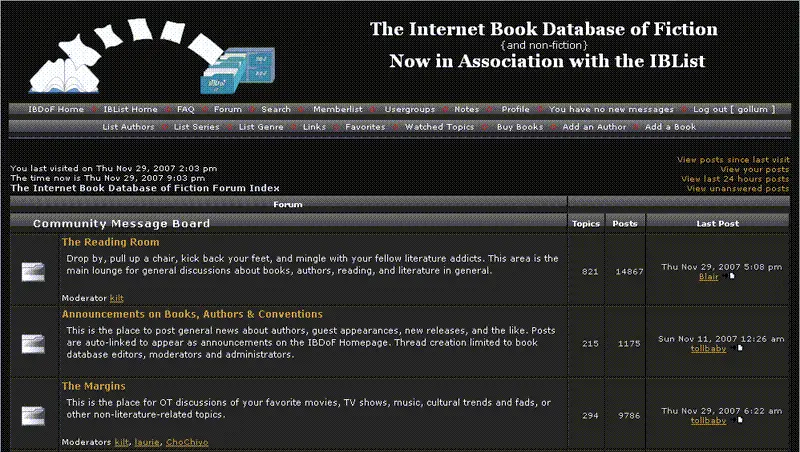 The Internet Book Database of Fiction
{and non-fiction}
Now in Association with the IBList
IBDoF
IBDoF Home IBList Home FAQ Forum Search Memberlist Usergroups Notes Profile You have no new messages Log out [ gollum ]
List Authors List Series List Genre Links Favorites Watched Topics Buy Books Add an Author Add a Book
View posts since last visit
You last visited on Thu Nov 29, 2007 2:03 pm
View your posts
The time now is Thu Nov 29, 2007 9:03 pm
View last 24 hours posts
The Internet Book Database of Fiction Forum Index
View unanswered posts
Forum
Community Message Board Topics Posts Last Post
The Reading Room
Drop by, pull up a chair, kick back your feet, and mingle with your fellow literature addicts. This area is the
main lounge for general discussions about books, authors, reading, and literature in general.
Moderator kilt
821 14867 Thu Nov 29, 2007 5:08 pm
Blair
Announcements on Books, Authors & Conventions
This is the place to post general news about authors, guest appearances, new releases, and the like. Posts
are auto-linked to appear as announcements on the IBDoF Homepage. Thread creation limited to book
database editors, moderators and administrators.
215 1175 Sun Nov 11, 2007 12:26 am
tollbaby
The Margins
This is the place for OT discussions of your favorite movies, TV shows, music, cultural trends and fads, or
other non-literature-related topics.
Moderators kilt, laurie, ChoChiyo
294 9786 Thu Nov 29, 2007 6:22 am
tollbaby